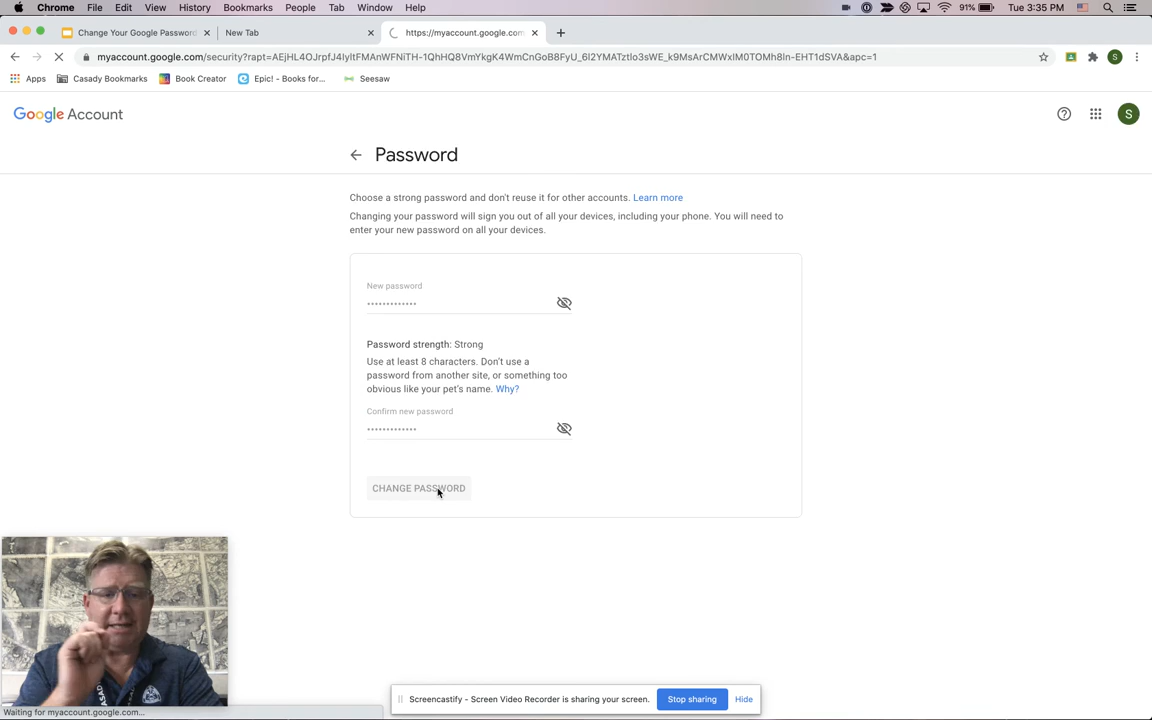 Chrome File Edit View History Bookmarks People Tab Window Help 91% Tue 3:35 PM
Change Your Google Password New Tab https://myaccount.google.com
myaccount.google.com/security?rapt=AEjHL4OJrpfJ4IyItFMAnWFNiTH-1QhHQ8VmYkgK4WmCnGoB8FyU_6I2YMATztIo3sWE_k9MsArCMWxIM0TOMh8In-EHT1dSVA&apc=1
Apps Casady Bookmarks Book Creator Epic! - Books for... Seesaw S
Google Account S
Password
Choose a strong password and don't reuse it for other accounts. Learn more
Changing your password will sign you out of all your devices, including your phone. You will need to
enter your new password on all your devices.
New password
Password strength: Strong
Use at least 8 characters. Don't use a
password from another site, or something too
obvious like your pet's name. Why?
Confirm new password
CHANGE PASSWORD
Screencastify - Screen Video Recorder is sharing your screen. Stop sharing Hide
Waiting for myaccount.google.com...